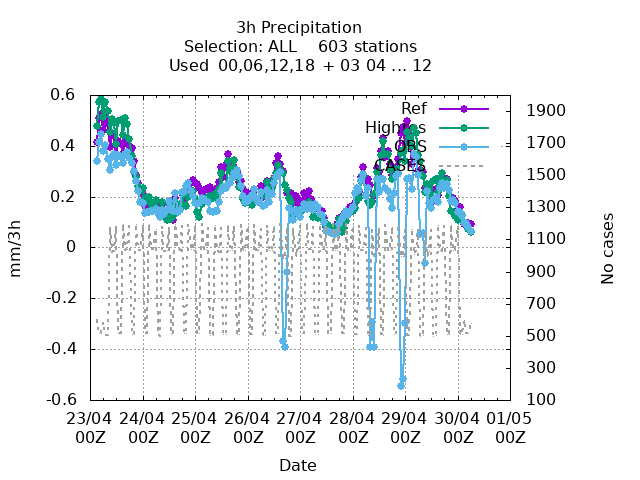 3h Precipitation
Selection: ALL    603 stations
Used 00,06,12,18 + 03 04 ... 12
Ref
Highres
OBS
CASES
0.6
0.4
0.2
0
-0.2
-0.4
-0.6
mm/3h
1900
1700
1500
1300
1100
900
700
500
300
100
No cases
23/04 24/04 25/04 26/04 27/04 28/04 29/04 30/04 01/05
00Z 00Z 00Z 00Z 00Z 00Z 00Z 00Z 00Z
Date